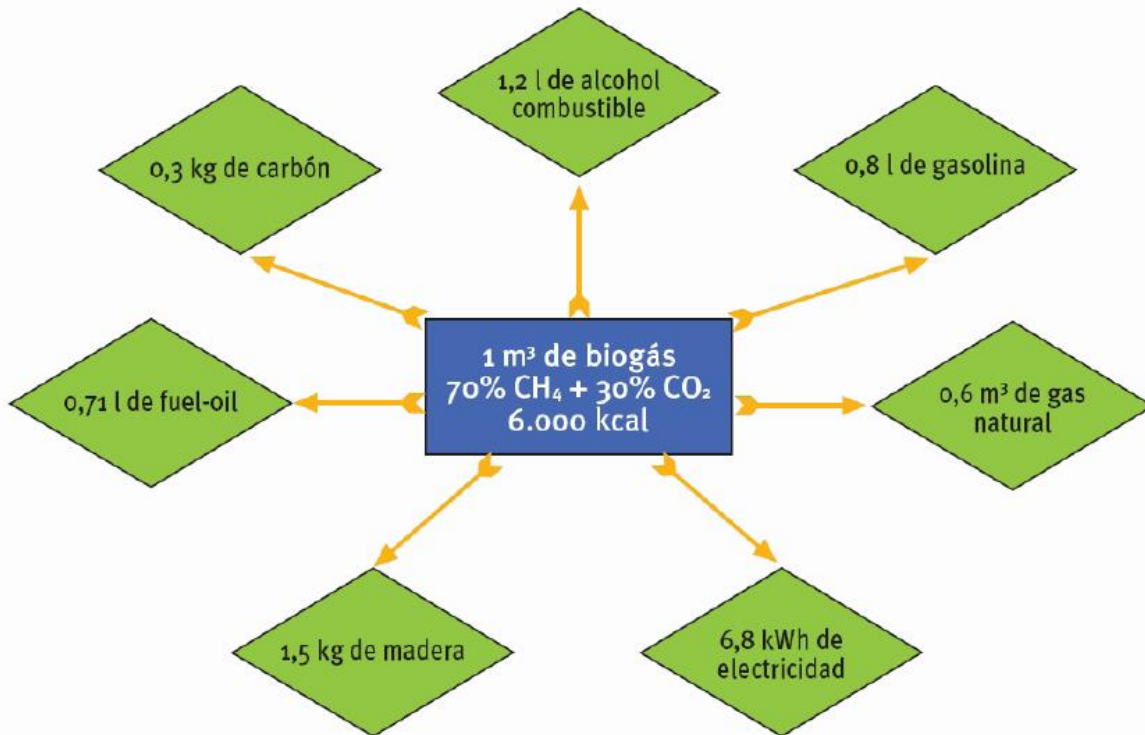 1,2 l de alcohol
combustible
0,3 kg de carbón
0,8 l de gasolina
1 m³ de biogás
70% CH₄ + 30% CO₂
6.000 kcal
0,71 l de fuel-oil
0,6 m³ de gas
natural
1,5 kg de madera
6,8 kWh de
electricidad